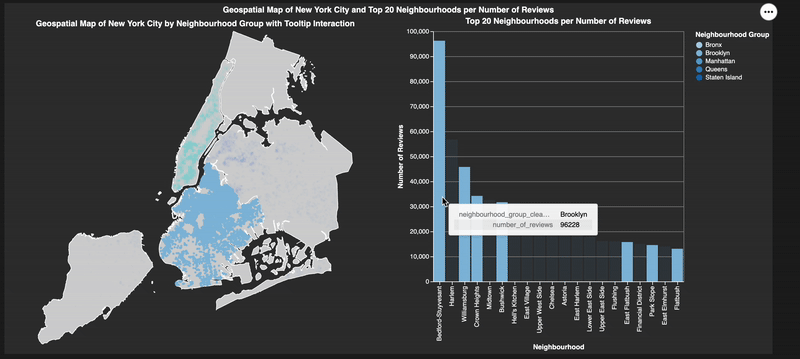 Geospatial Map of New York City and Top 20 Neighbourhoods per Number of Reviews
Geospatial Map of New York City by Neighbourhood Group with Tooltip Interaction
Top 20 Neighbourhoods per Number of Reviews
Neighbourhood Group
Bronx
Brooklyn
Manhattan
Queens
Staten Island
Number of Reviews
100,000
90,000
80,000
70,000
60,000
50,000
40,000
30,000
20,000
10,000
0
neighbourhood_group_clea... Brooklyn
number_of_reviews 96228
Bedford-Stuyvesant
Harlem
Williamsburg
Crown Heights
Midtown
Bushwick
Hell's Kitchen
East Village
Upper West Side
Chelsea
Astoria
East Harlem
Lower East Side
Upper East Side
Flushing
East Flatbush
Financial District
Park Slope
East Elmhurst
Flatbush
Neighbourhood